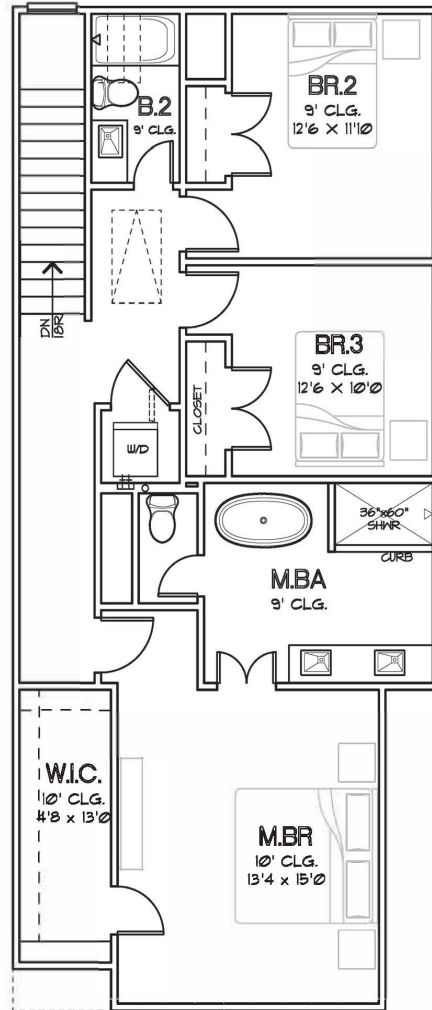 B.2
9' CLG.
BR.2
9' CLG.
12'6 X 11'10
DN
18R
BR.3
9' CLG.
12'6 X 10'0
CLOSET
W/D
36"x60"
SHWR
CURB
M.BA
9' CLG.
W.I.C.
10' CLG.
4'8 x 13'0
M.BR
10' CLG.
13'4 x 15'0